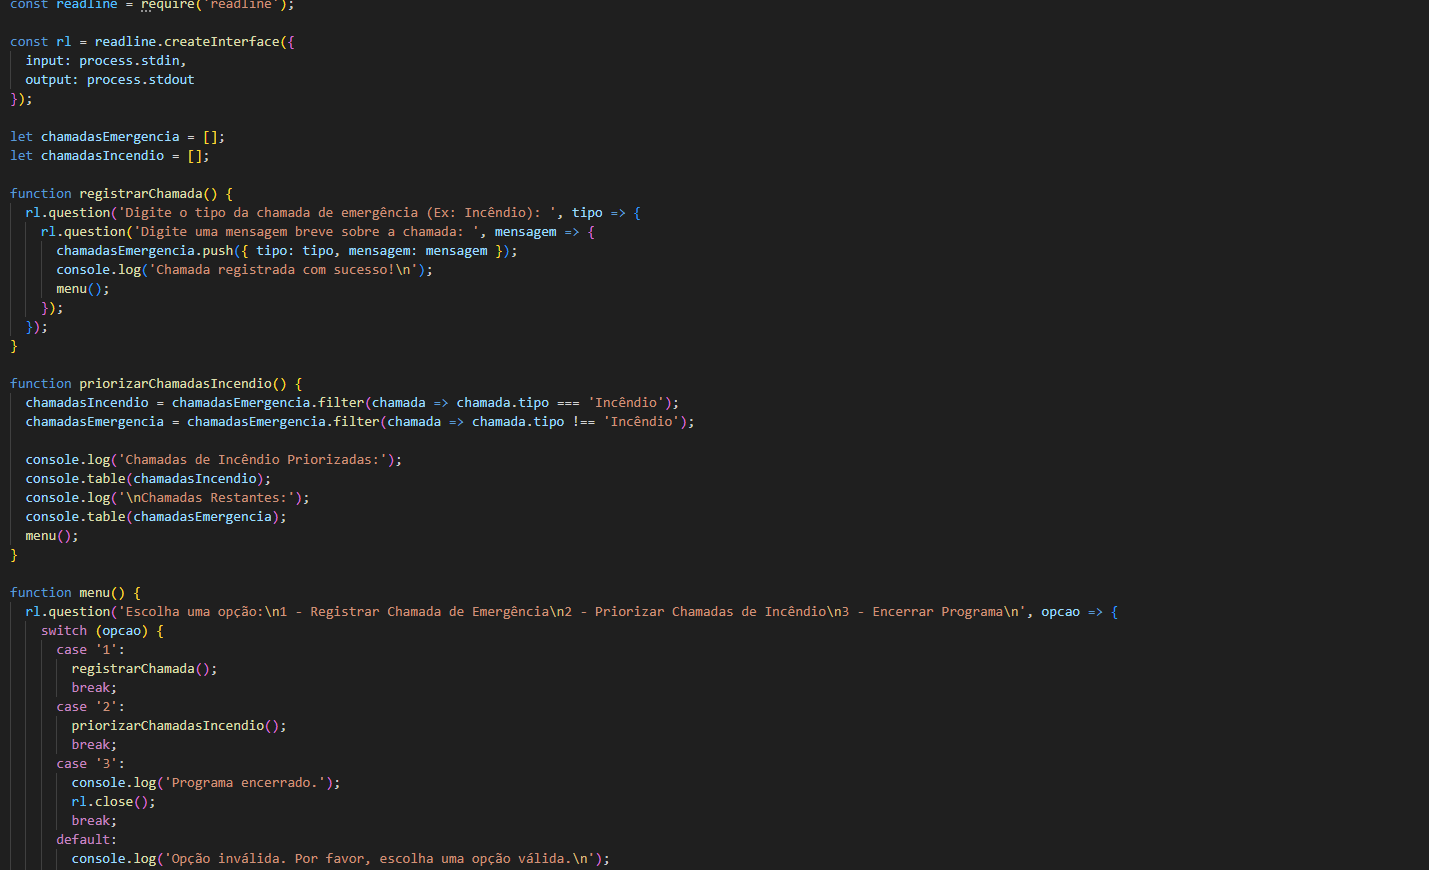 const readline = require('readline');
const rl = readline.createInterface({
input: process.stdin,
output: process.stdout
});
let chamadasEmergencia = [];
let chamadasIncendio = [];
function registrarChamada() {
rl.question('Digite o tipo da chamada de emergência (Ex: Incêndio): ', tipo => {
rl.question('Digite uma mensagem breve sobre a chamada: ', mensagem => {
chamadasEmergencia.push({ tipo: tipo, mensagem: mensagem });
console.log('Chamada registrada com sucesso!\n');
menu();
});
});
}
function priorizarChamadasIncendio() {
chamadasIncendio = chamadasEmergencia.filter(chamada => chamada.tipo === 'Incêndio');
chamadasEmergencia = chamadasEmergencia.filter(chamada => chamada.tipo !== 'Incêndio');
console.log('Chamadas de Incêndio Priorizadas:');
console.table(chamadasIncendio);
console.log('\nChamadas Restantes:');
console.table(chamadasEmergencia);
menu();
}
function menu() {
rl.question('Escolha uma opção:\n1 - Registrar Chamada de Emergência\n2 - Priorizar Chamadas de Incêndio\n3 - Encerrar Programa\n', opcao => {
switch (opcao) {
case '1':
registrarChamada();
break;
case '2':
priorizarChamadasIncendio();
break;
case '3':
console.log('Programa encerrado.');
rl.close();
break;
default:
console.log('Opção inválida. Por favor, escolha uma opção válida.\n');